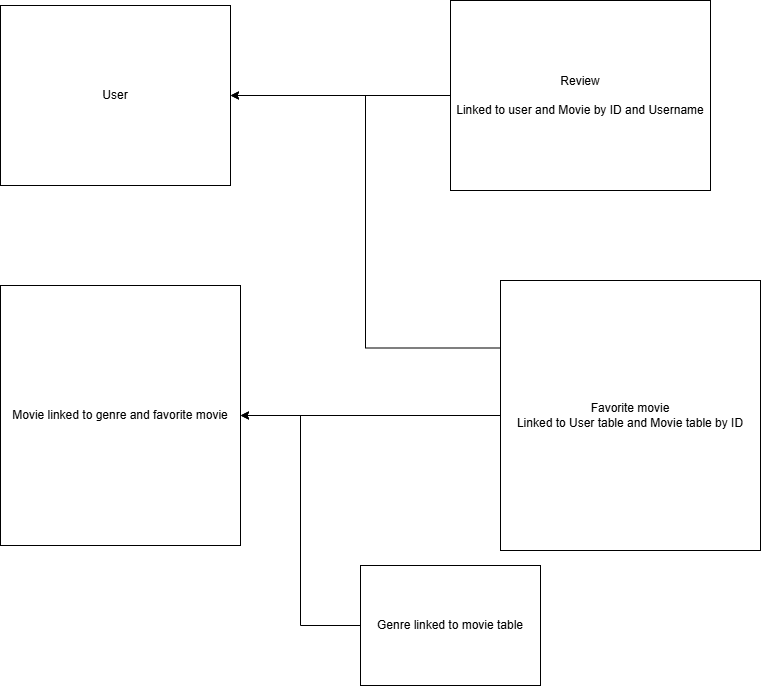 User
Review
Linked to user and Movie by ID and Username
Movie linked to genre and favorite movie
Favorite movie
Linked to User table and Movie table by ID
Genre linked to movie table